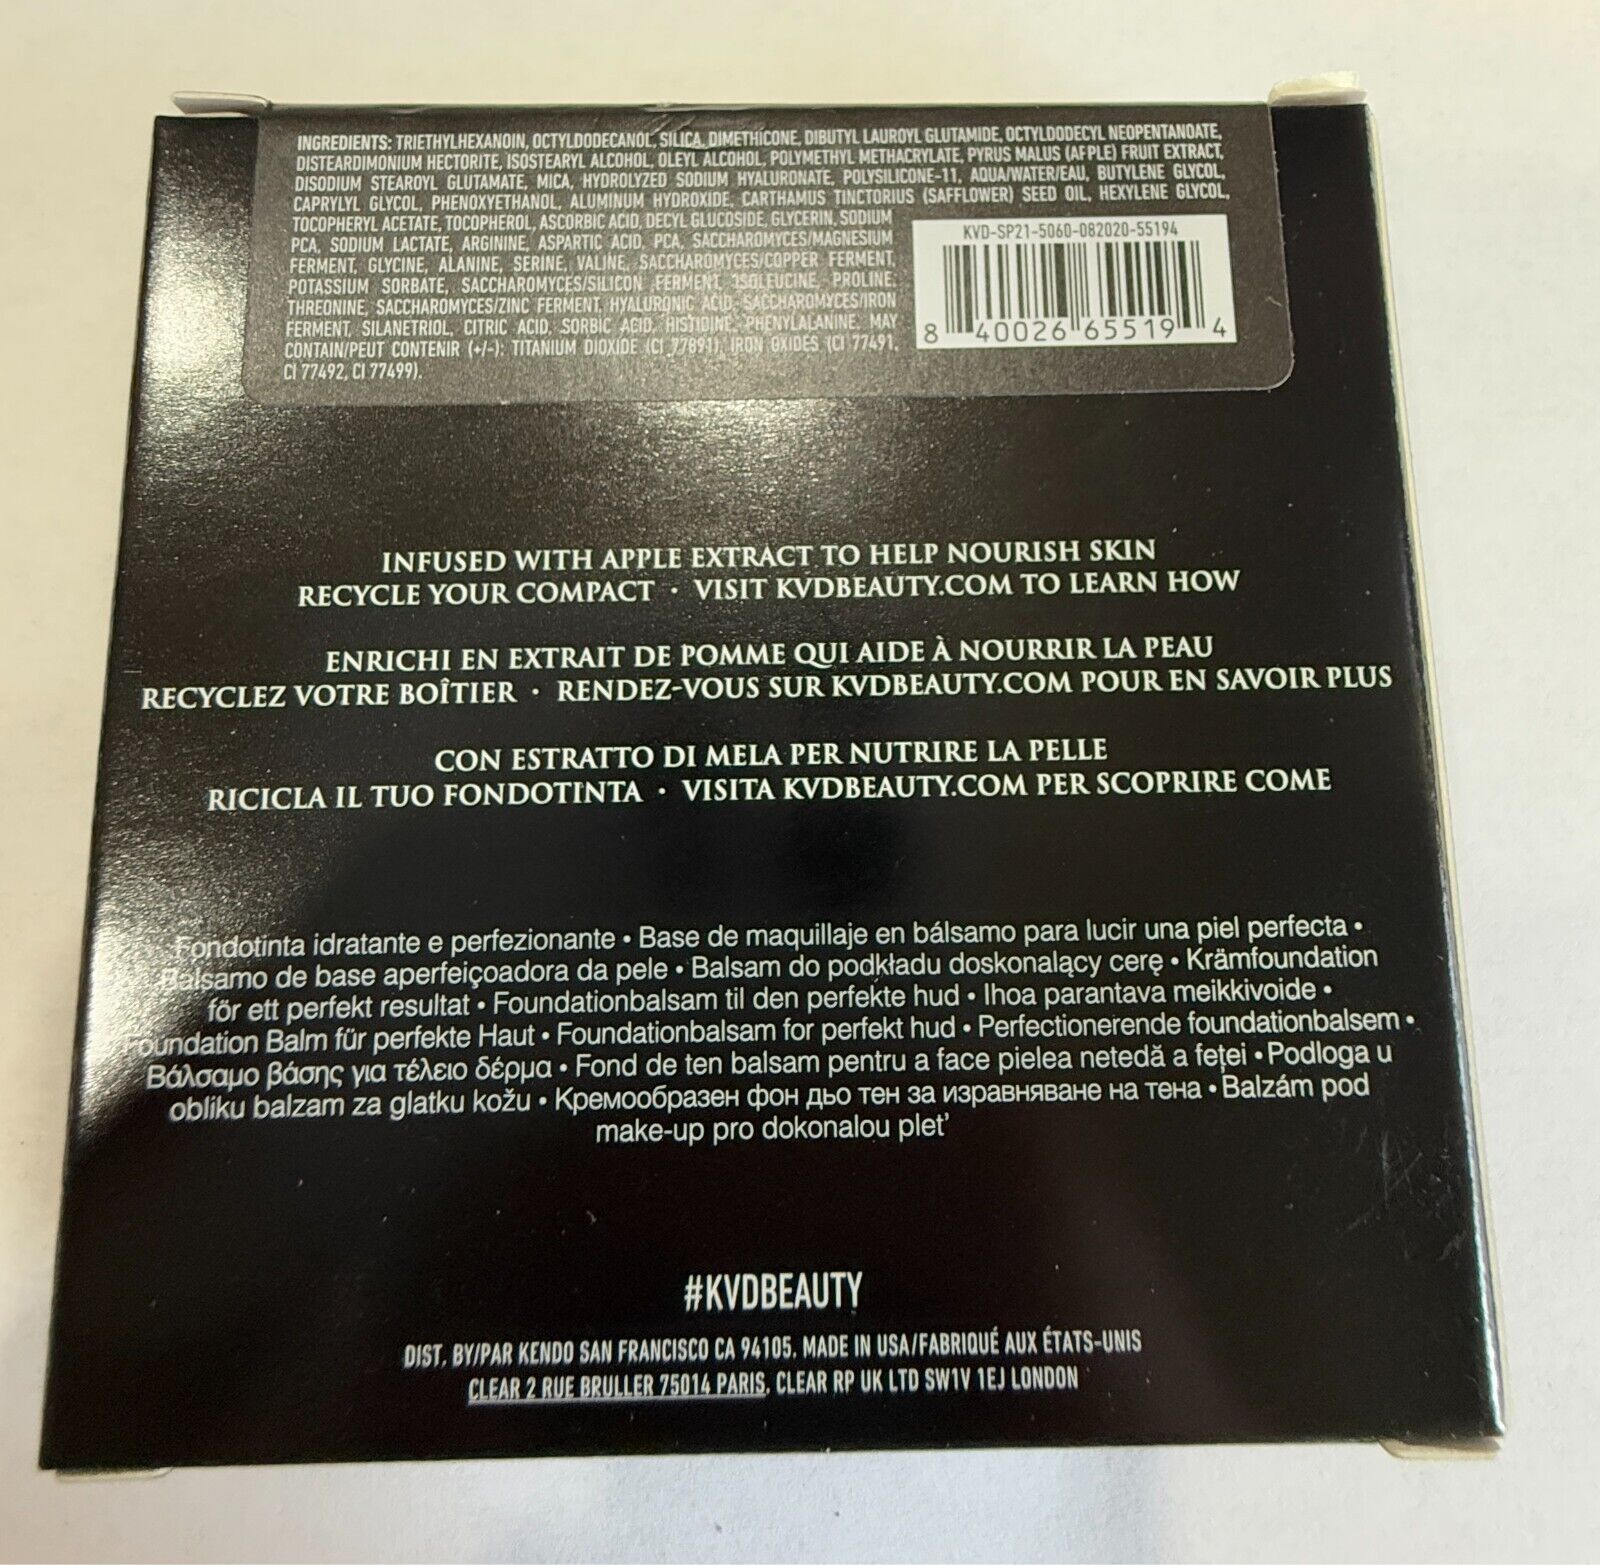 INGREDIENTS: TRIETHYLHEXANOIN, OCTYLDODECANOL, SILICA, DIMETHICONE, DIBUTYL LAUROYL GLUTAMIDE, OCTYLDODECYL NEOPENTANOATE,
DISTEARDIMONIUM HECTORITE, ISOSTEARYL ALCOHOL, OLEYL ALCOHOL, POLYMETHYL METHACRYLATE, PYRUS MALUS (APPLE) FRUIT EXTRACT,
DISODIUM STEAROYL GLUTAMATE, MICA, HYDROLYZED SODIUM HYALURONATE, POLYSILICONE-11, AQUA/WATER/EAU, BUTYLENE GLYCOL,
CAPRYLYL GLYCOL, PHENOXYETHANOL, ALUMINUM HYDROXIDE, CARTHAMUS TINCTORIUS (SAFFLOWER) SEED OIL, HEXYLENE GLYCOL,
TOCOPHERYL ACETATE, TOCOPHEROL, ASCORBIC ACID, DECYL GLUCOSIDE, GLYCERIN, SODIUM
PCA, SODIUM LACTATE, ARGININE, ASPARTIC ACID, PCA, SACCHAROMYCES/MAGNESIUM
FERMENT, GLYCINE, ALANINE, SERINE, VALINE, SACCHAROMYCES/COPPER FERMENT,
POTASSIUM SORBATE, SACCHAROMYCES/SILICON FERMENT, ISOLEUCINE, PROLINE,
THREONINE, SACCHAROMYCES/ZINC FERMENT, HYALURONIC ACID, SACCHAROMYCES/IRON
FERMENT, SILANETRIOL, CITRIC ACID, SORBIC ACID, HISTIDINE, PHENYLALANINE, MAY
CONTAIN/PEUT CONTENIR (+/-): TITANIUM DIOXIDE (CI 77891), IRON OXIDES (CI 77491,
CI 77492, CI 77499).
KVD-SP21-5060-082020-55194
8 40026 65519 4
INFUSED WITH APPLE EXTRACT TO HELP NOURISH SKIN
RECYCLE YOUR COMPACT · VISIT KVDBEAUTY.COM TO LEARN HOW
ENRICHI EN EXTRAIT DE POMME QUI AIDE À NOURRIR LA PEAU
RECYCLEZ VOTRE BOÎTIER · RENDEZ-VOUS SUR KVDBEAUTY.COM POUR EN SAVOIR PLUS
CON ESTRATTO DI MELA PER NUTRIRE LA PELLE
RICICLA IL TUO FONDOTINTA · VISITA KVDBEAUTY.COM PER SCOPRIRE COME
Fondotinta idratante e perfezionante • Base de maquillaje en bálsamo para lucir una piel perfecta •
Balsamo de base aperfeiçoadora da pele • Balsam do podkładu doskonalący cerę • Krämfoundation
för ett perfekt resultat • Foundationbalsam til den perfekte hud • Ihoa parantava meikkivoide •
Foundation Balm für perfekte Haut • Foundationbalsam for perfekt hud • Perfectionerende foundationbalsem •
Βάλσαμο βάσης για τέλειο δέρμα • Fond de ten balsam pentru a face pielea netedă a feței • Podloga u
obliku balzam za glatku kožu • Кремообразен фон дьо тен за изравняване на тена • Balzám pod
make-up pro dokonalou plet’
#KVDBEAUTY
DIST. BY/PAR KENDO SAN FRANCISCO CA 94105. MADE IN USA/FABRIQUÉ AUX ÉTATS-UNIS
CLEAR 2 RUE BRULLER 75014 PARIS. CLEAR RP UK LTD SW1V 1EJ LONDON